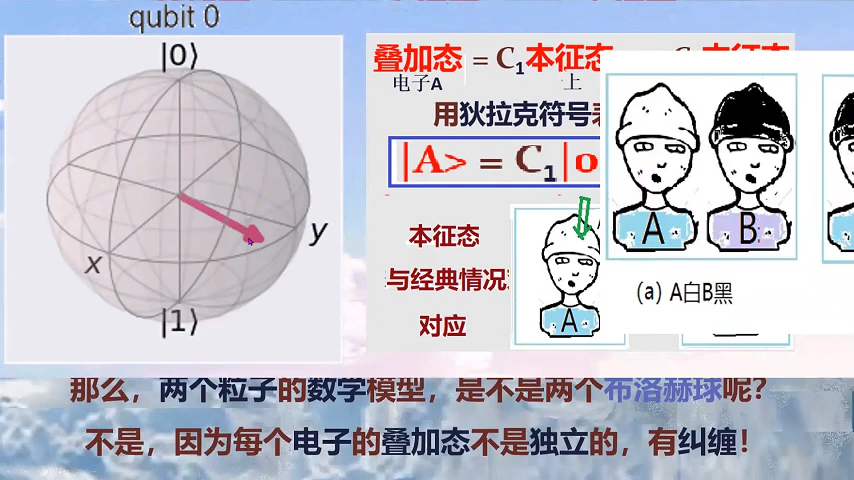 qubit 0
|0⟩
y
x
|1⟩
叠加态 = C₁本征态
电子A 上
用狄拉克符号
|A> = C₁|0
本征态
与经典情况
对应
A
A B
(a) A白B黑
那么，两个粒子的数学模型，是不是两个布洛赫球呢？
不是，因为每个电子的叠加态不是独立的，有纠缠！